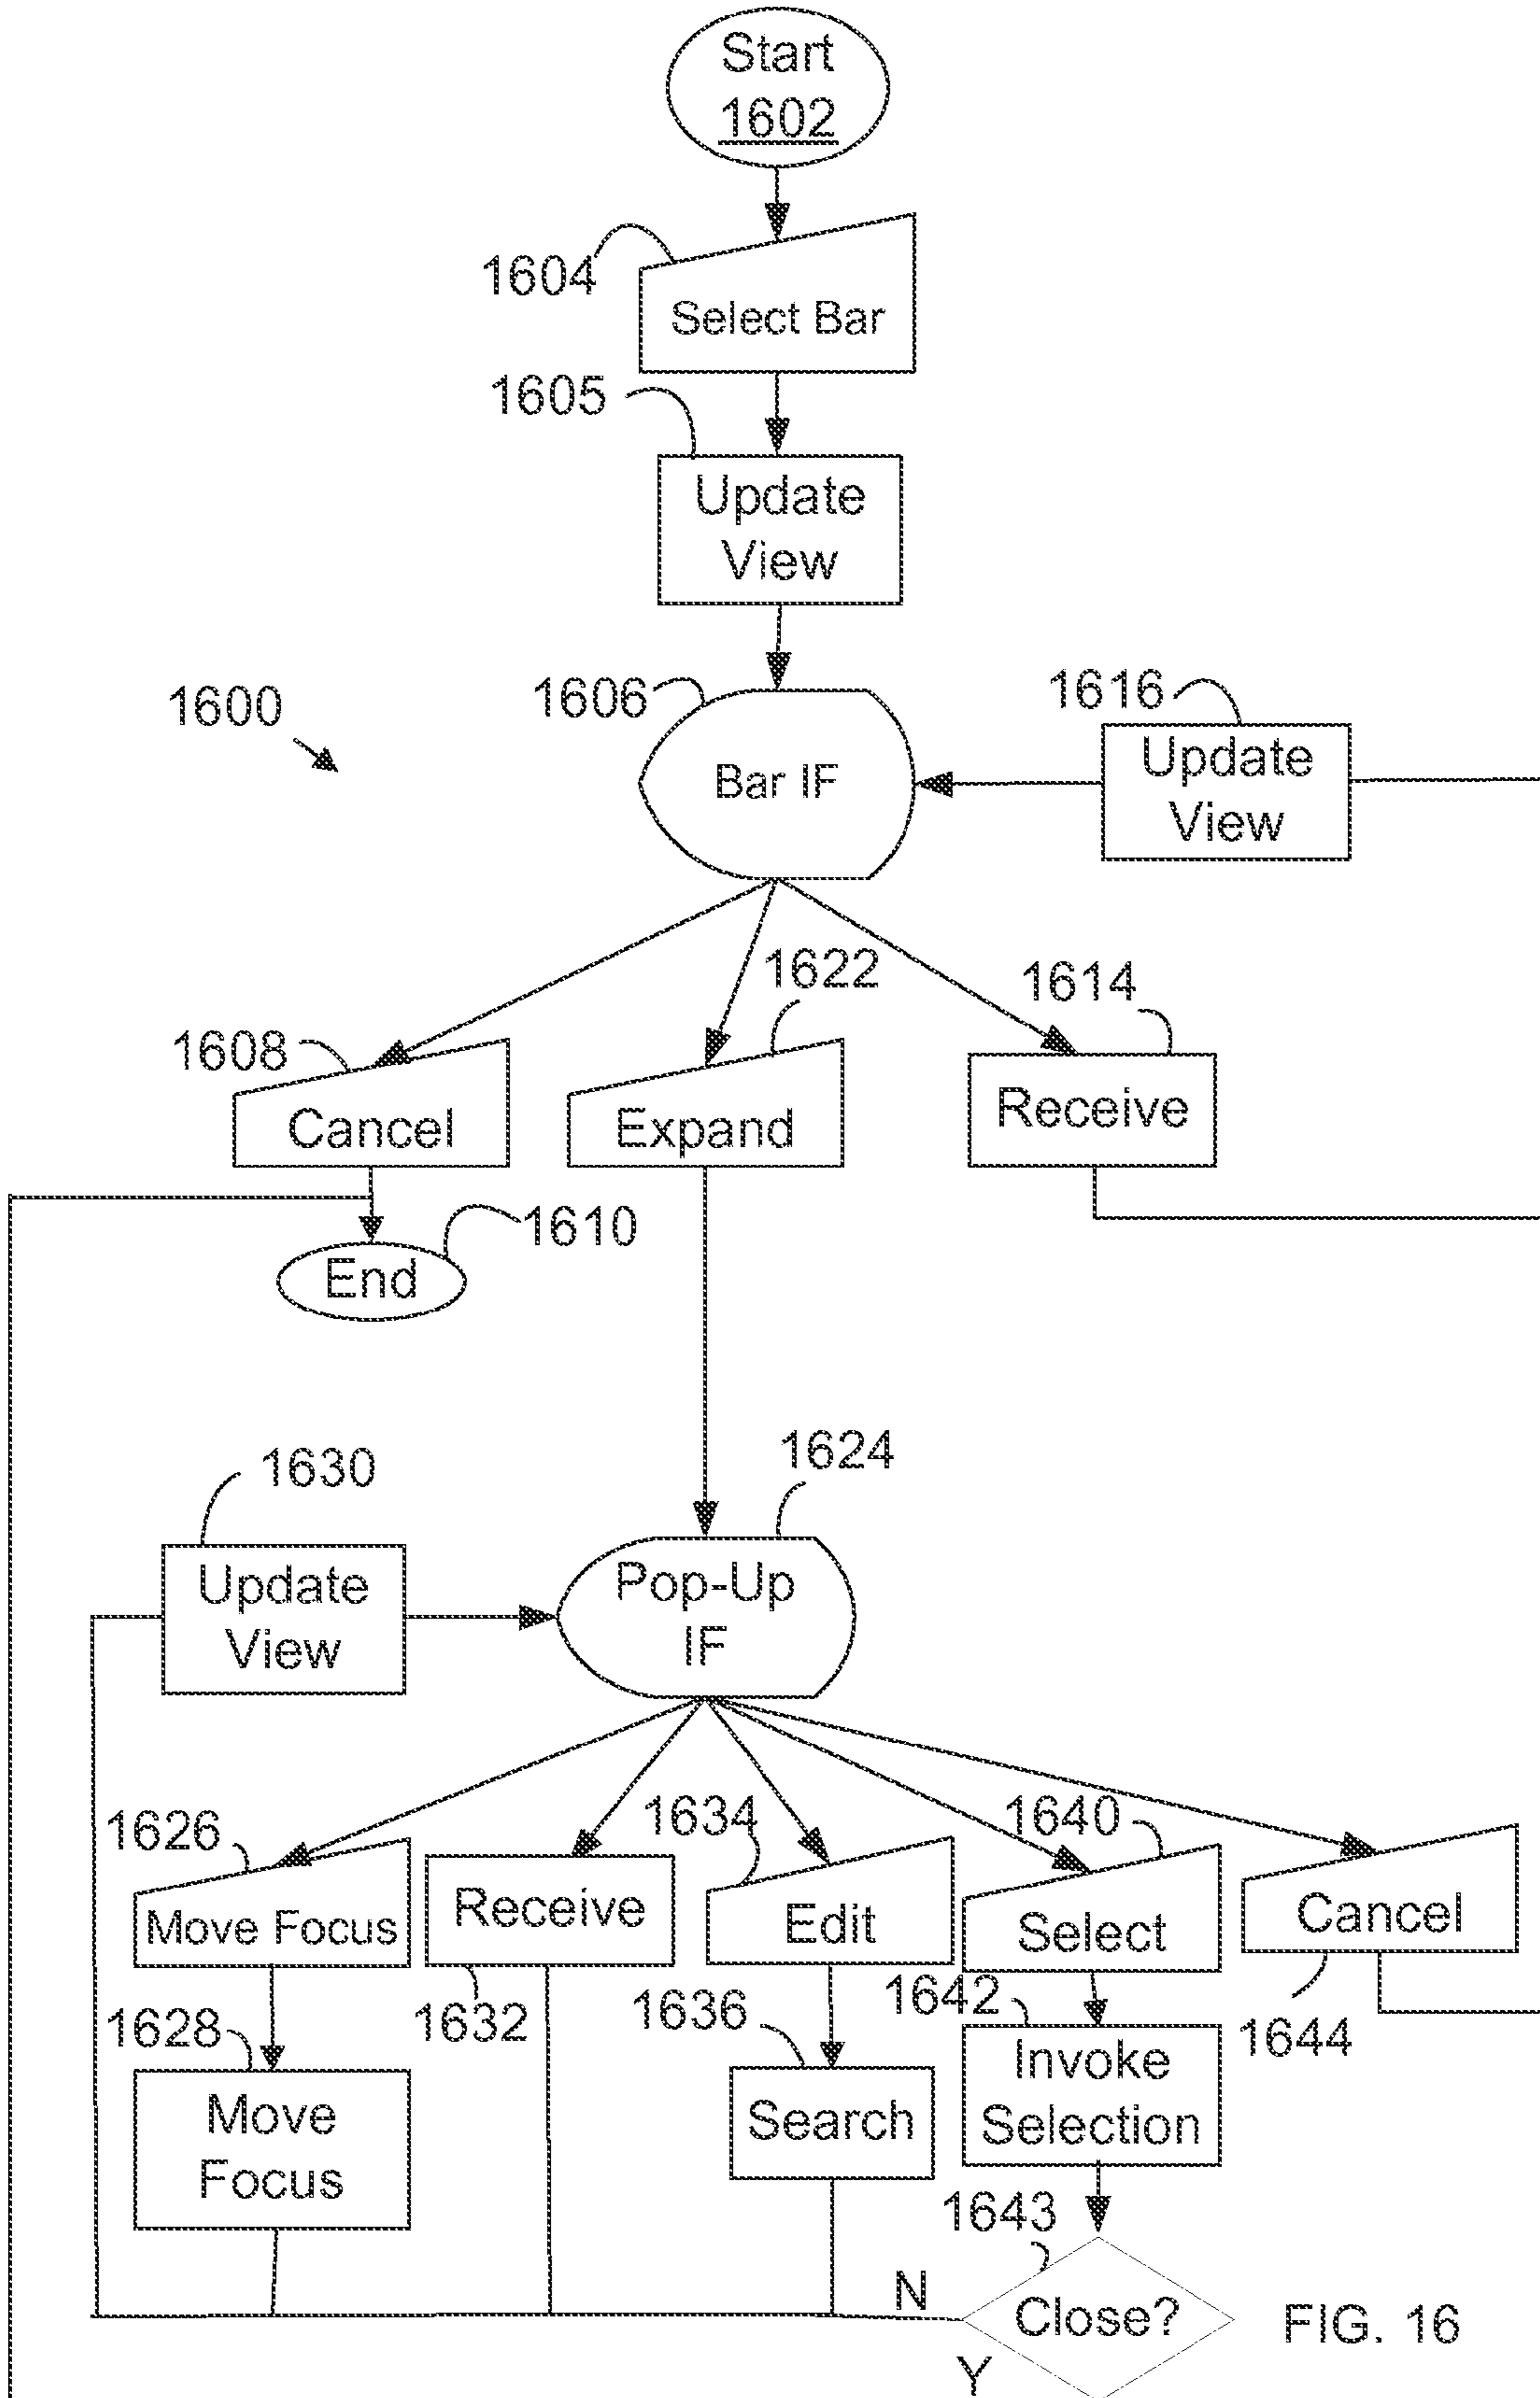 Start
1602
1604
Select Bar
1605
Update
View
1600
1606
Bar IF
1616
Update
View
1608
Cancel
1622
Expand
1614
Receive
1610
End
1630
Update
View
1624
Pop-Up
IF
1626
Move Focus
Receive
1632
1634
Edit
1640
Select
Cancel
1644
1628
Move
Focus
1636
Search
1642
Invoke
Selection
1643
Close?
N
Y
FIG. 16